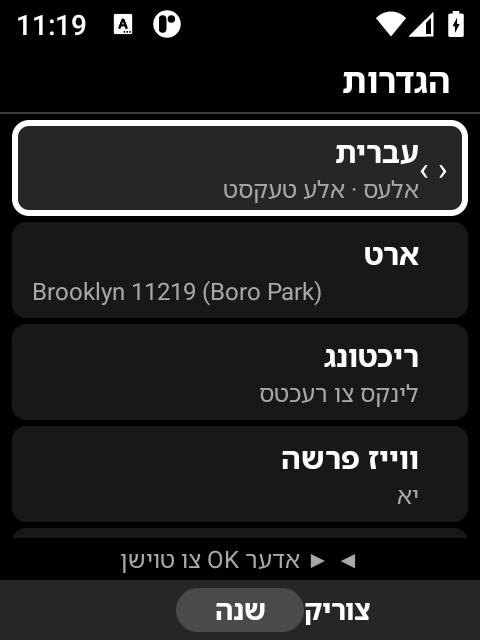 11:19
הגדרות
עברית
אלעס · אלע טעקסט
ארט
Brooklyn 11219 (Boro Park)
ריכטונג
לינקס צו רעכטס
ווייז פרשה
יא
◄ ► אדער OK צו טוישן
צוריק
שנה